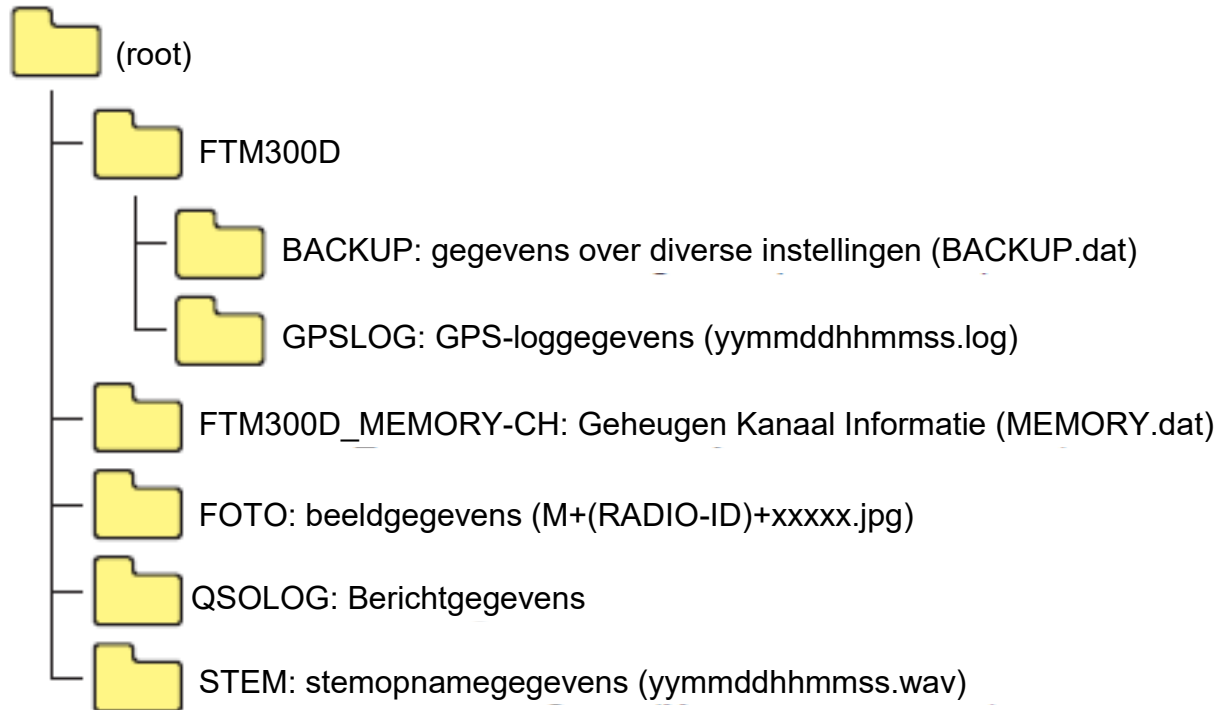 (root)
FTM300D
BACKUP: gegevens over diverse instellingen (BACKUP.dat)
GPSLOG: GPS-loggegevens (yymmddhhmmss.log)
FTM300D_MEMORY-CH: Geheugen Kanaal Informatie (MEMORY.dat)
FOTO: beeldgegevens (M+(RADIO-ID)+xxxxx.jpg)
QSOLOG: Berichtgegevens
STEM: stemopnamegegevens (yymmddhhmmss.wav)